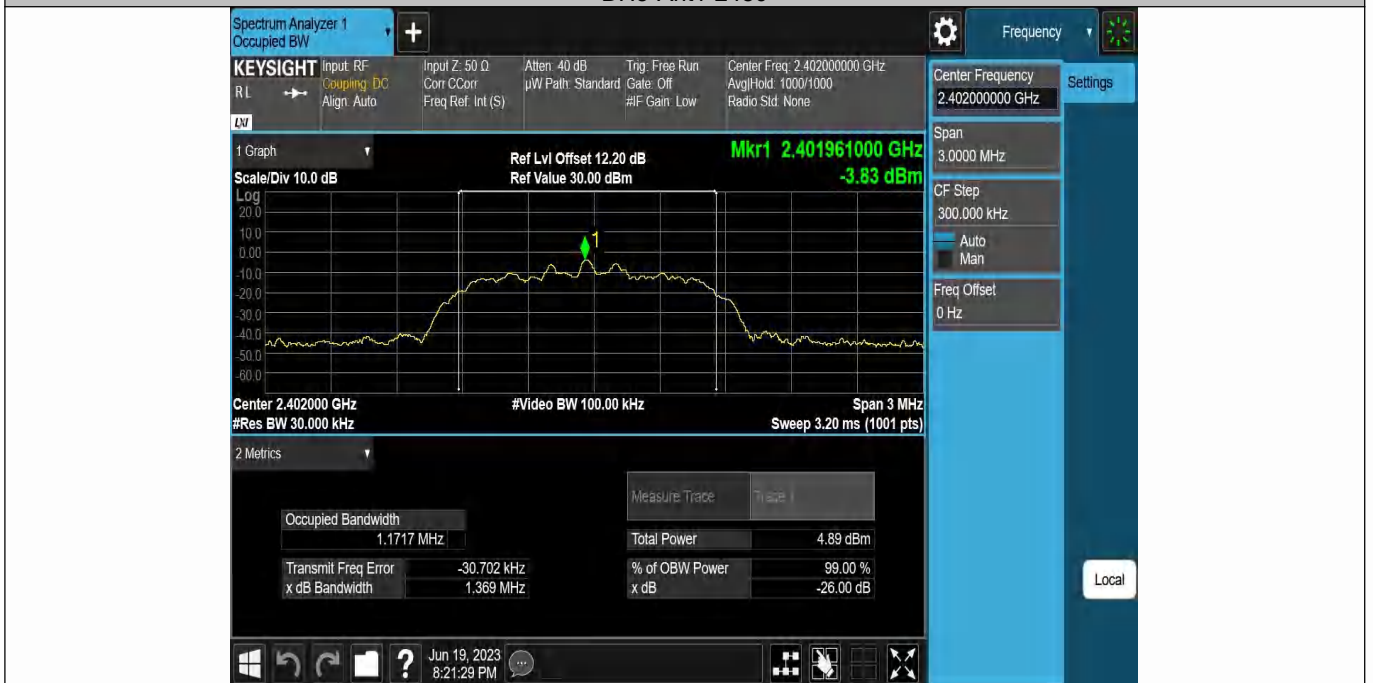 Spectrum Analyzer 1
Occupied BW
+
Frequency
KEYSIGHT
RL
LXI
Input: RF
Coupling: DC
Align: Auto
Input Z: 50 Ω
Corr CCorr
Freq Ref: Int (S)
Atten: 40 dB
µW Path: Standard
Trig: Free Run
Gate: Off
#IF Gain: Low
Center Freq: 2.402000000 GHz
Avg|Hold: 1000/1000
Radio Std: None
Center Frequency
2.402000000 GHz
Settings
Span
3.0000 MHz
CF Step
300.000 kHz
Auto
Man
Freq Offset
0 Hz
Local
1 Graph
Scale/Div 10.0 dB
Ref Lvl Offset 12.20 dB
Ref Value 30.00 dBm
Mkr1 2.401961000 GHz
-3.83 dBm
Log
20.0
10.0
0.00
-10.0
-20.0
-30.0
-40.0
-50.0
-60.0
1
Center 2.402000 GHz
#Video BW 100.00 kHz
Span 3 MHz
#Res BW 30.000 kHz
Sweep 3.20 ms (1001 pts)
2 Metrics
Measure Trace
Trace 1
Occupied Bandwidth
1.1717 MHz
Total Power
4.89 dBm
Transmit Freq Error
-30.702 kHz
% of OBW Power
99.00 %
x dB Bandwidth
1.369 MHz
x dB
-26.00 dB
?
Jun 19, 2023
8:21:29 PM